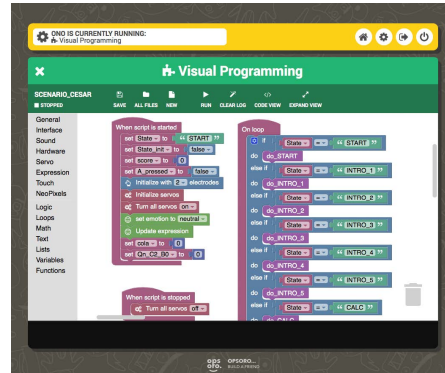 ONO IS CURRENTLY RUNNING:
Visual Programming
Visual Programming
SCENARIO_CESAR
STOPPED
SAVE ALL FILES NEW RUN CLEAR LOG CODE VIEW EXPAND VIEW
General
Interface
Sound
Hardware
Servo
Expression
Touch
NeoPixels
Logic
Loops
Math
Text
Lists
Variables
Functions
When script is started
set State to “ START ”
set State_init to false
set score to 0
set A_pressed to false
Initialize with 2 electrodes
Initialize servos
Turn all servos on
set emotion to neutral
Update expression
set cola to 0
set Qn_C2_B0 to 0
When script is stopped
Turn all servos off
On loop
if State = “ START ”
do do_START
else if State = “ INTRO_1 ”
do do_INTRO_1
else if State = “ INTRO_2 ”
do do_INTRO_2
else if State = “ INTRO_3 ”
do do_INTRO_3
else if State = “ INTRO_4 ”
do do_INTRO_4
else if State = “ INTRO_5 ”
do do_INTRO_5
else if State = “ CALC ”
do do_CALC
ops
oro.
OPSORO...
BUILD A FRIEND